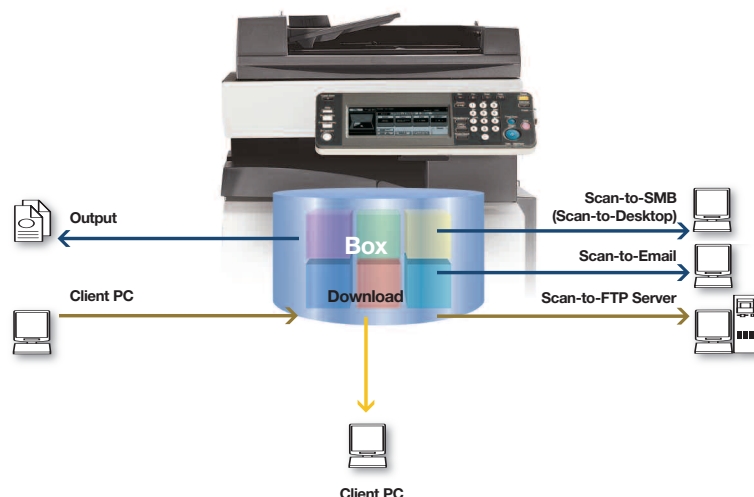 Scan-to-SMB
(Scan-to-Desktop)
Output
Box
Scan-to-Email
Client PC
Download
Scan-to-FTP Server
Client PC